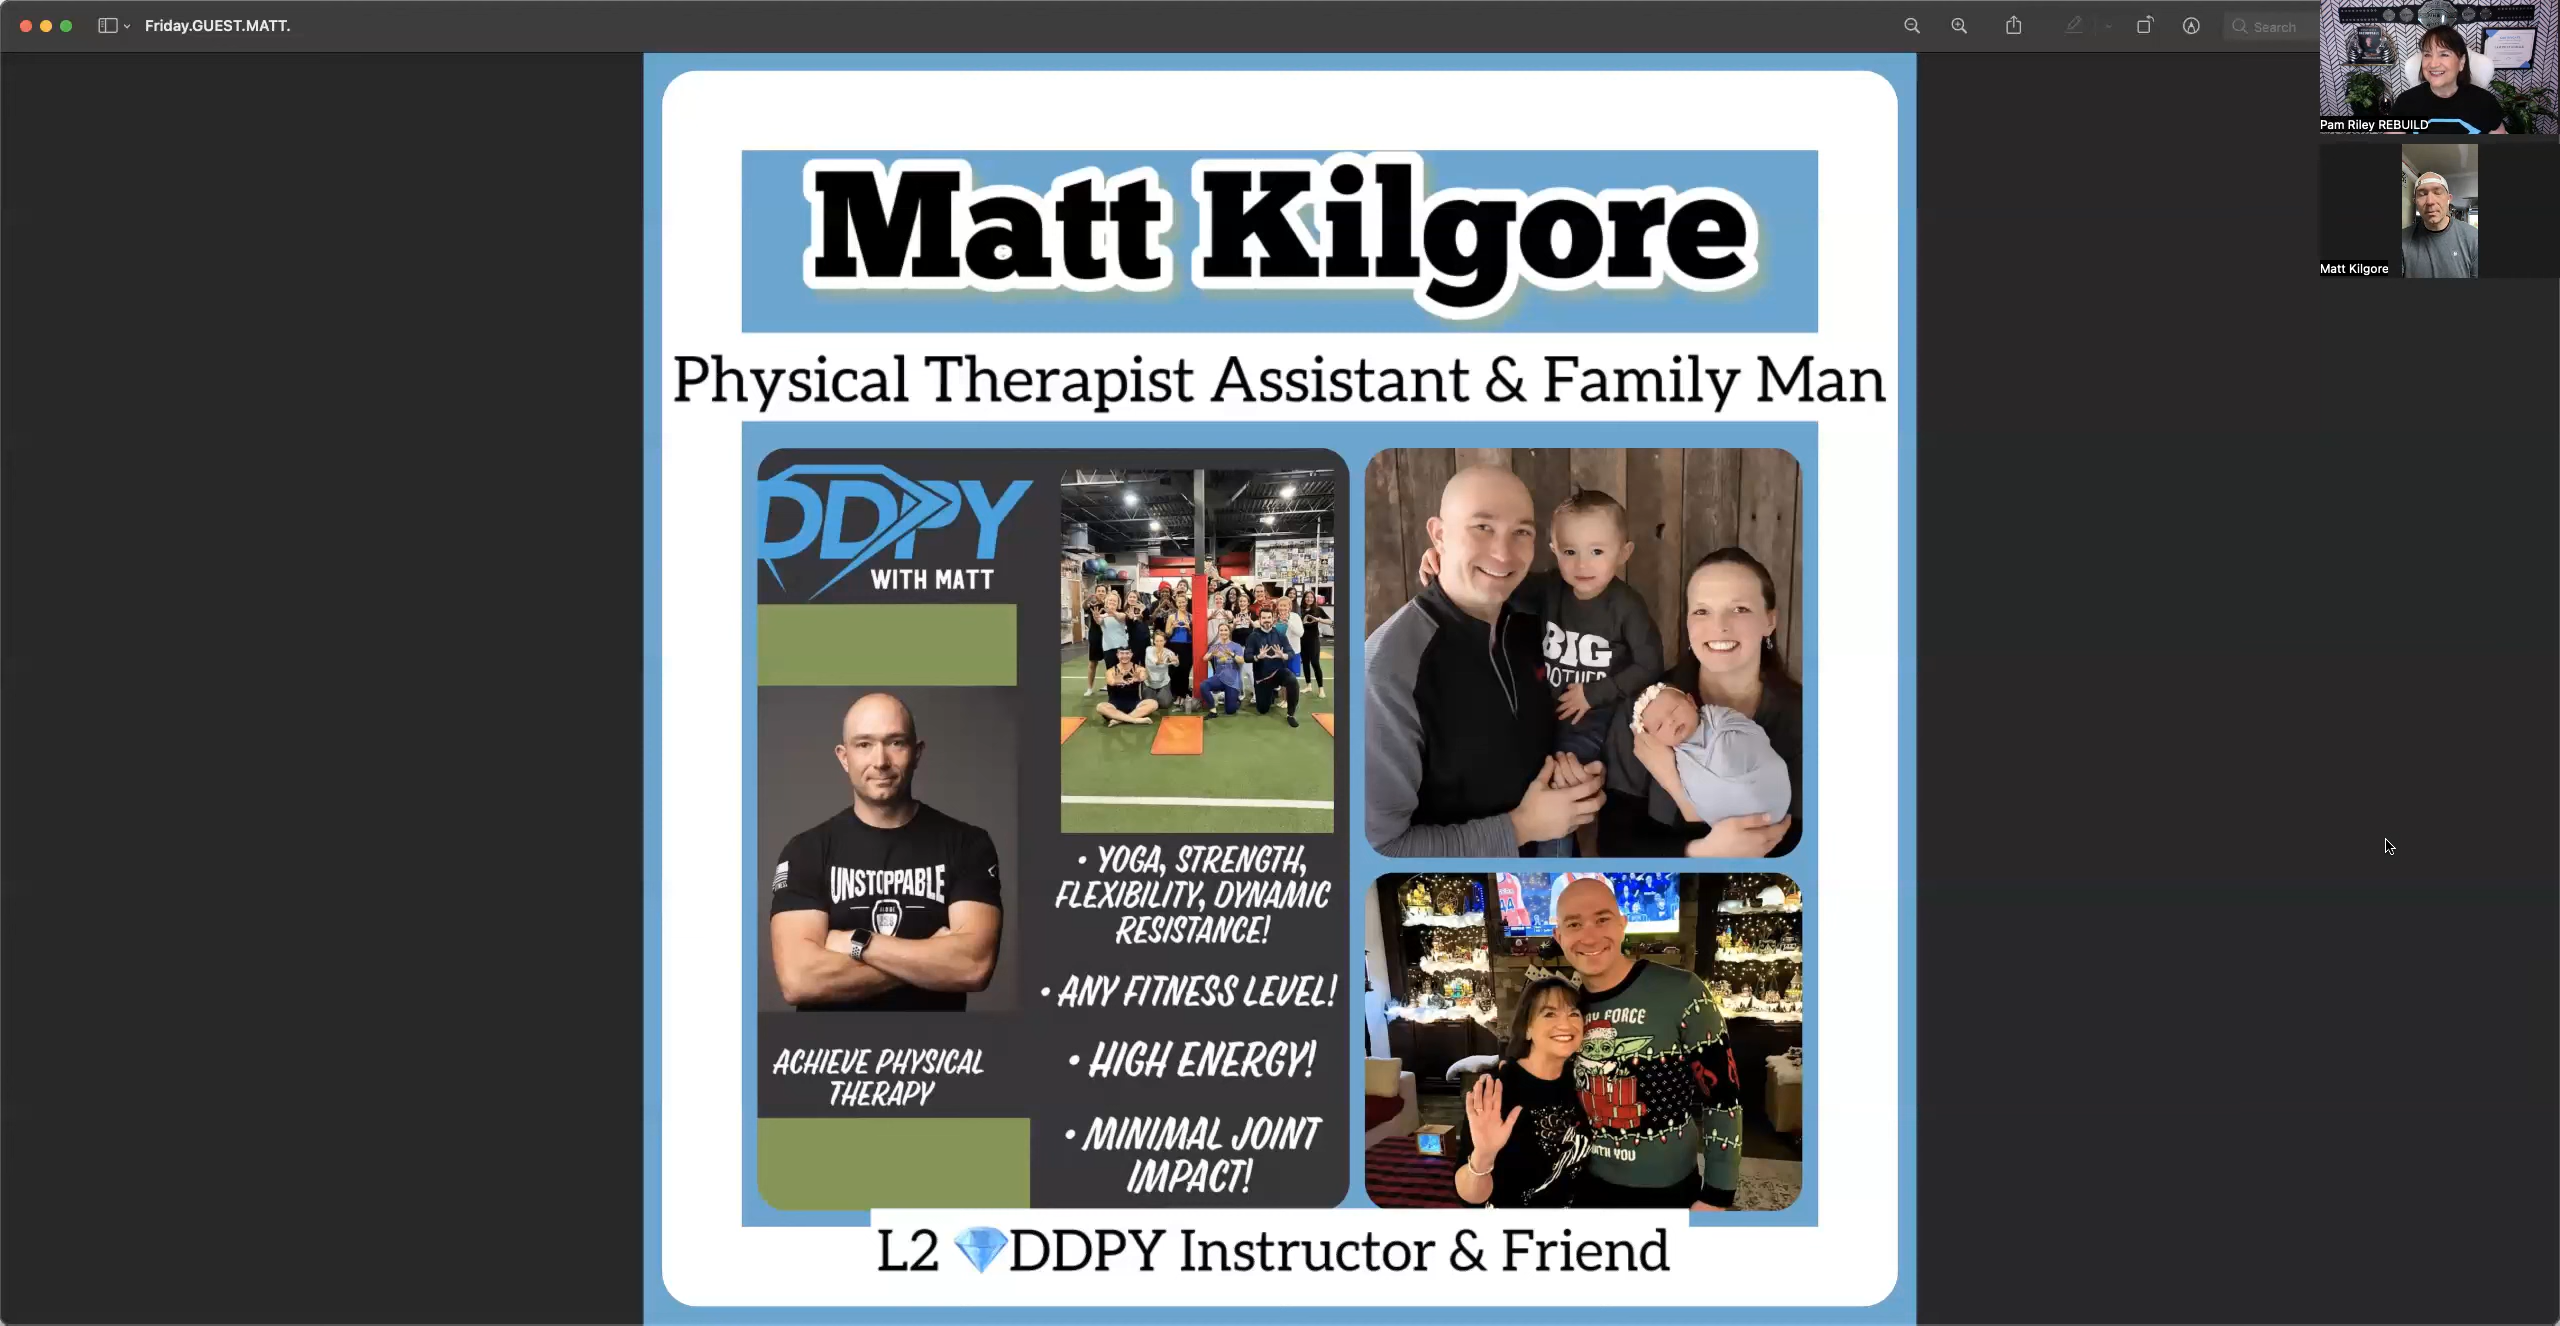 Friday.GUEST.MATT.
Search
Pam Riley REBUILD
Matt Kilgore
Matt Kilgore
Physical Therapist Assistant & Family Man
DDPY
WITH MATT
BIG
UNSTOPPABLE
ACHIEVE PHYSICAL
THERAPY
• YOGA, STRENGTH,
FLEXIBILITY, DYNAMIC
RESISTANCE!
• ANY FITNESS LEVEL!
• HIGH ENERGY!
• MINIMAL JOINT
IMPACT!
FORCE
WITH YOU
L2 💎DDPY Instructor & Friend